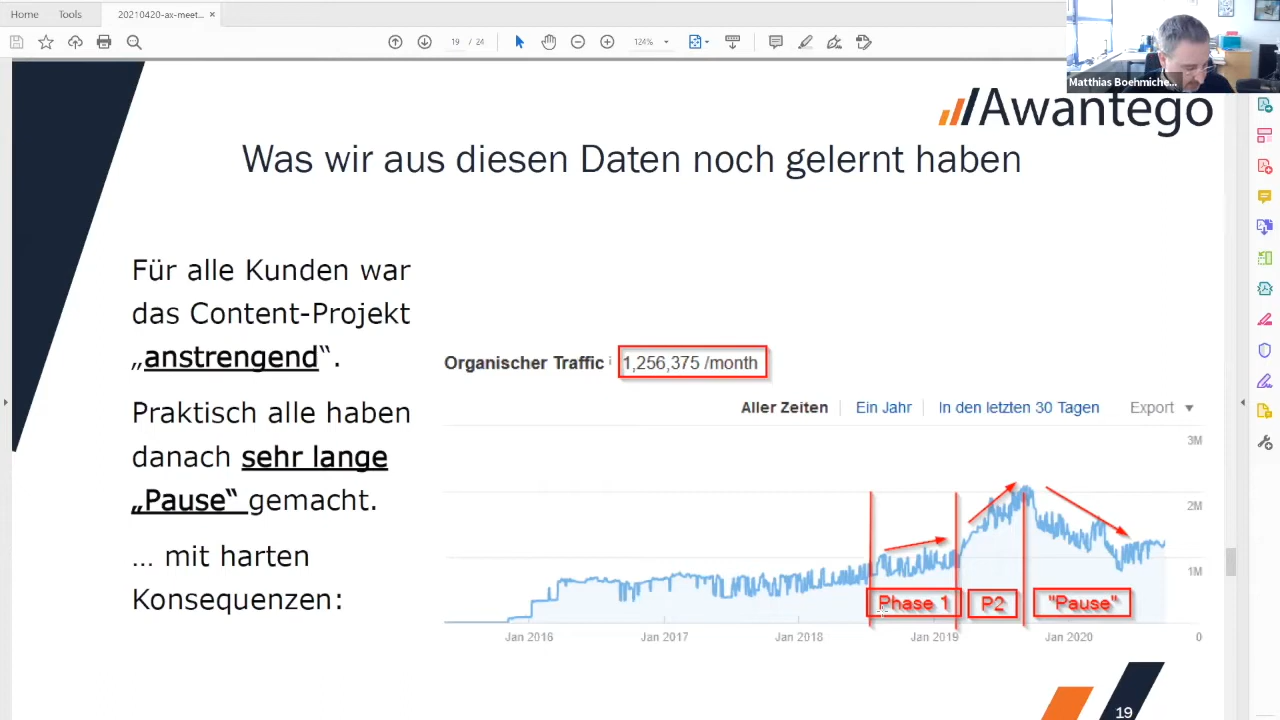 Home Tools 20210420-ax-meet... ×
19 / 24 124%
Matthias Boehmiche...
Awantego
Was wir aus diesen Daten noch gelernt haben
Für alle Kunden war
das Content-Projekt
„anstrengend“.
Praktisch alle haben
danach sehr lange
„Pause“ gemacht.
... mit harten
Konsequenzen:
Organischer Traffic i 1,256,375 /month
Aller Zeiten Ein Jahr In den letzten 30 Tagen Export
3M
2M
1M
Phase 1 P2 "Pause"
Jan 2016 Jan 2017 Jan 2018 Jan 2019 Jan 2020 0
19